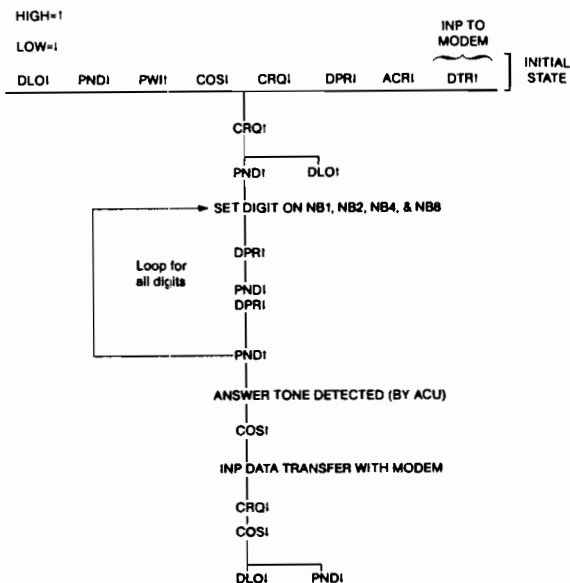 HIGH=↑
LOW=↓
INP TO
MODEM
DLO↓ PND↓ PWI↑ COS↓ CRQ↓ DPR↓ ACR↓ DTR↑
INITIAL
STATE
CRQ↑
PND↑ DLO↑
SET DIGIT ON NB1, NB2, NB4, & NB8
DPR↑
Loop for
all digits
PND↓
DPR↓
PND↑
ANSWER TONE DETECTED (BY ACU)
COS↑
INP DATA TRANSFER WITH MODEM
CRQ↓
COS↓
DLO↓ PND↓